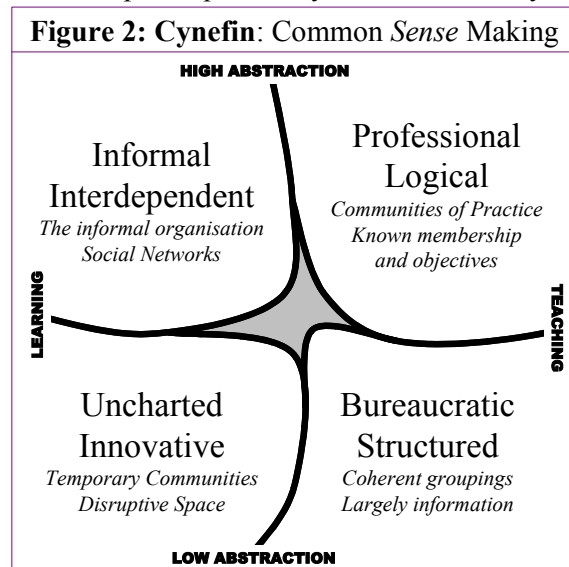 Figure 2: Cynefin: Common Sense Making
HIGH ABSTRACTION
Informal
Interdependent
The informal organisation
Social Networks
Professional
Logical
Communities of Practice
Known membership
and objectives
LEARNING
TEACHING
Uncharted
Innovative
Temporary Communities
Disruptive Space
Bureaucratic
Structured
Coherent groupings
Largely information
LOW ABSTRACTION